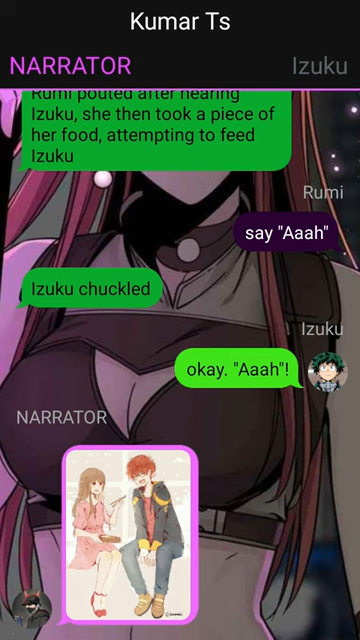 Kumar Ts
NARRATOR
Izuku
Rumi pouted after hearing
Izuku, she then took a piece of
her food, attempting to feed
Izuku
Rumi
say "Aaah"
Izuku chuckled
Izuku
okay. "Aaah"!
NARRATOR